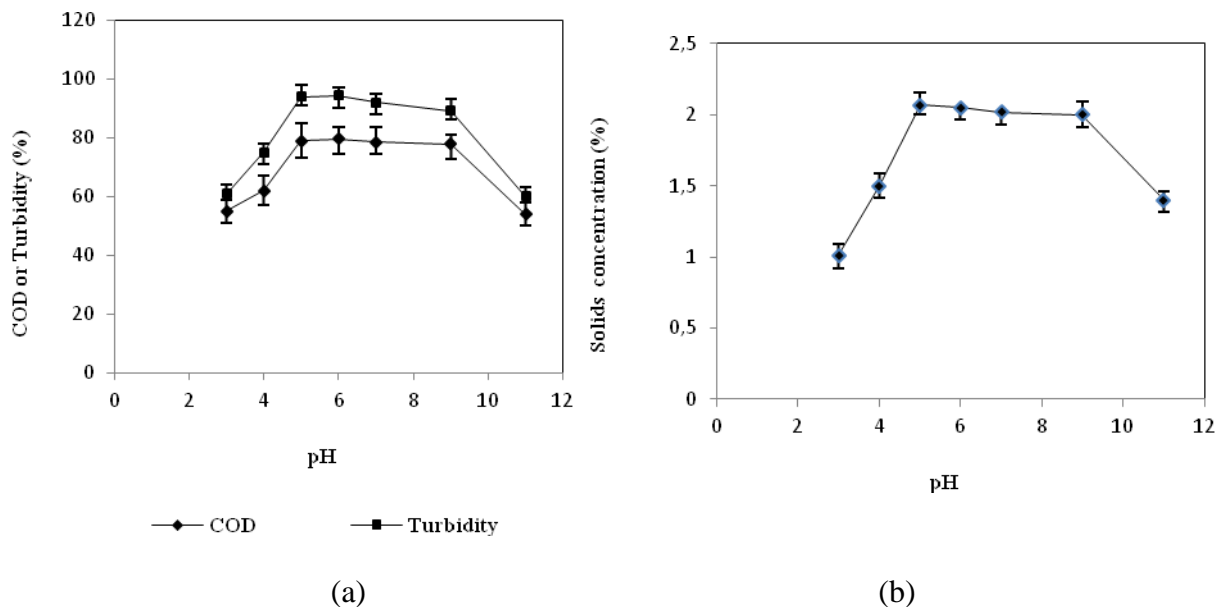 120
100
80
60
40
20
0
0 2 4 6 8 10 12
COD or Turbidity (%)
pH
COD Turbidity
(a)
2,5
2
1,5
1
0,5
0
0 2 4 6 8 10 12
Solids concentration (%)
pH
(b)